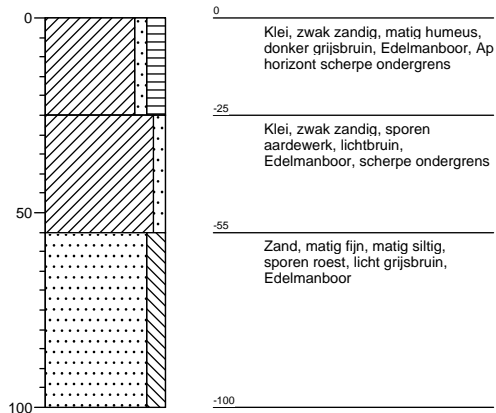 0
50
100
0
Klei, zwak zandig, matig humeus,
donker grijsbruin, Edelmanboor, Ap
horizont scherpe ondergrens
-25
Klei, zwak zandig, sporen
aardewerk, lichtbruin,
Edelmanboor, scherpe ondergrens
-55
Zand, matig fijn, matig siltig,
sporen roest, licht grijsbruin,
Edelmanboor
-100